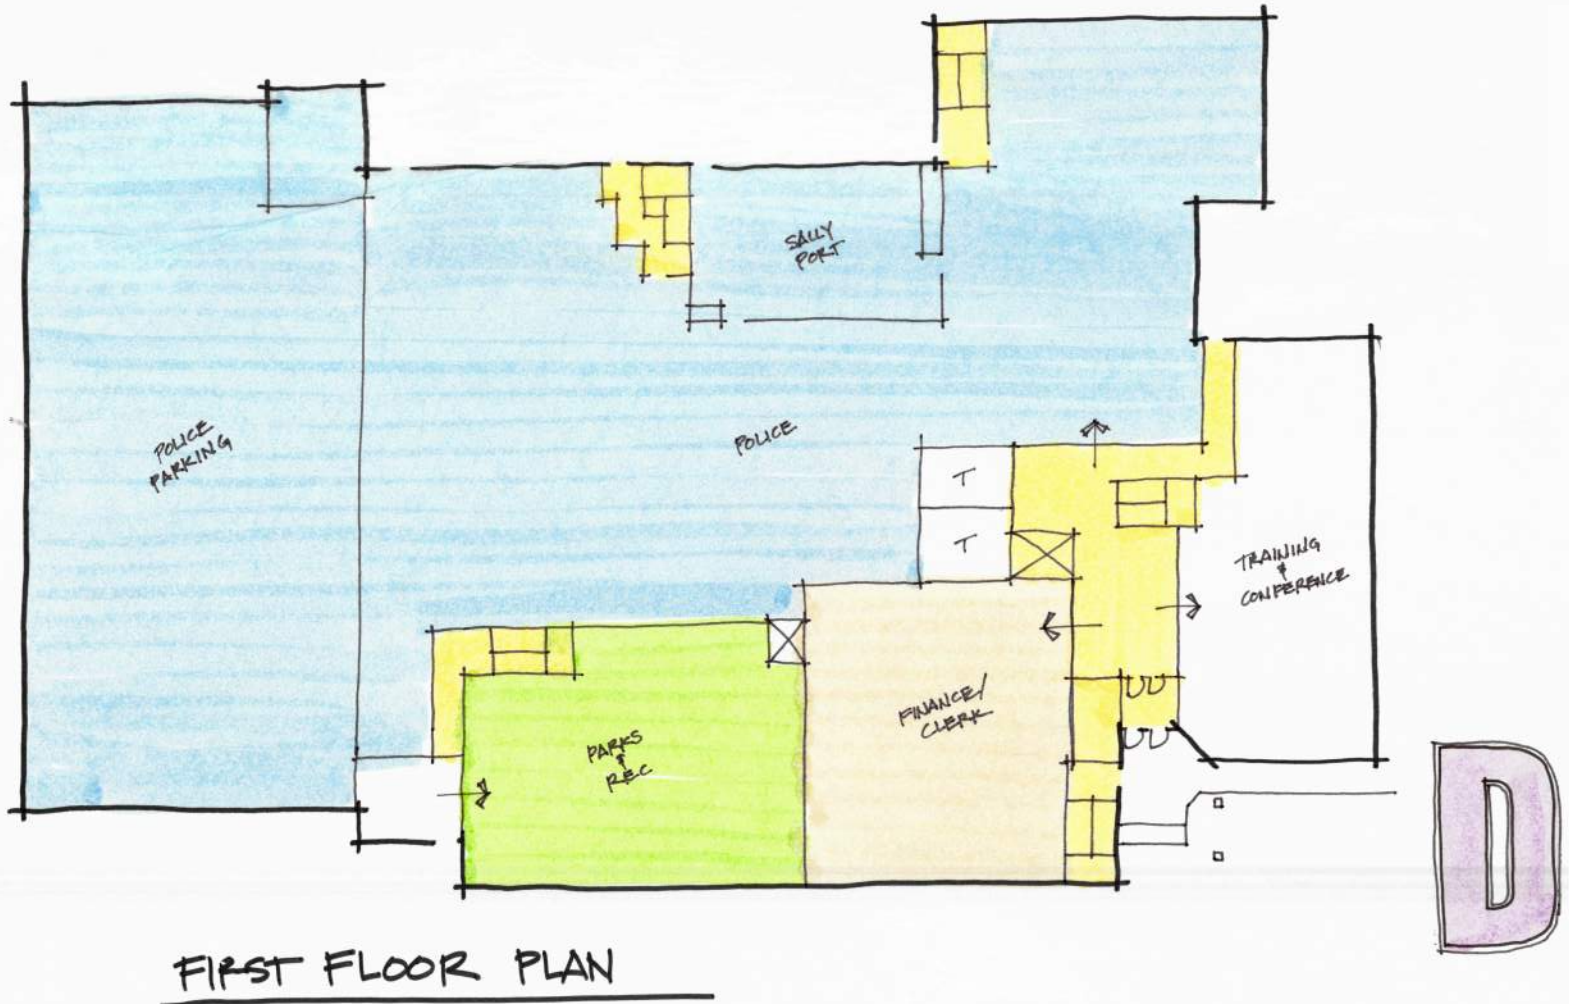 SALLY
PORT
POLICE
PARKING
POLICE
T
T
TRAINING
&
CONFERENCE
PARKS
&
REC
FINANCE/
CLERK
D
FIRST FLOOR PLAN